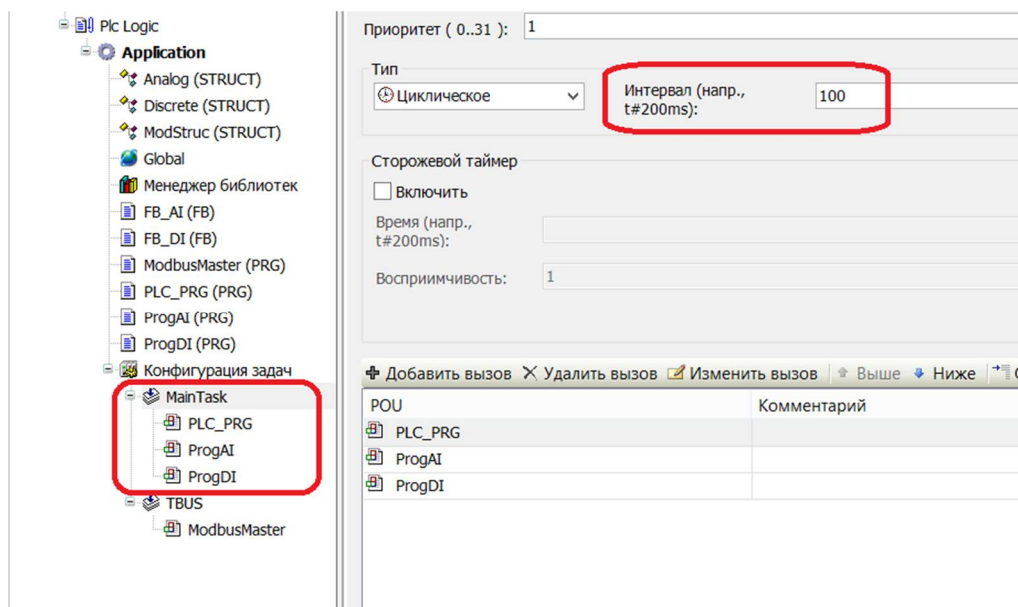 Plc Logic
Application
Analog (STRUCT)
Discrete (STRUCT)
ModStruc (STRUCT)
Global
Менеджер библиотек
FB_AI (FB)
FB_DI (FB)
ModbusMaster (PRG)
PLC_PRG (PRG)
ProgAI (PRG)
ProgDI (PRG)
Конфигурация задач
MainTask
PLC_PRG
ProgAI
ProgDI
TBUS
ModbusMaster
Приоритет ( 0..31 ): 1
Тип
Циклическое
Интервал (напр.,
t#200ms): 100
Сторожевой таймер
Включить
Время (напр.,
t#200ms):
Восприимчивость: 1
Добавить вызов Удалить вызов Изменить вызов Выше Ниже
POU Комментарий
PLC_PRG
ProgAI
ProgDI